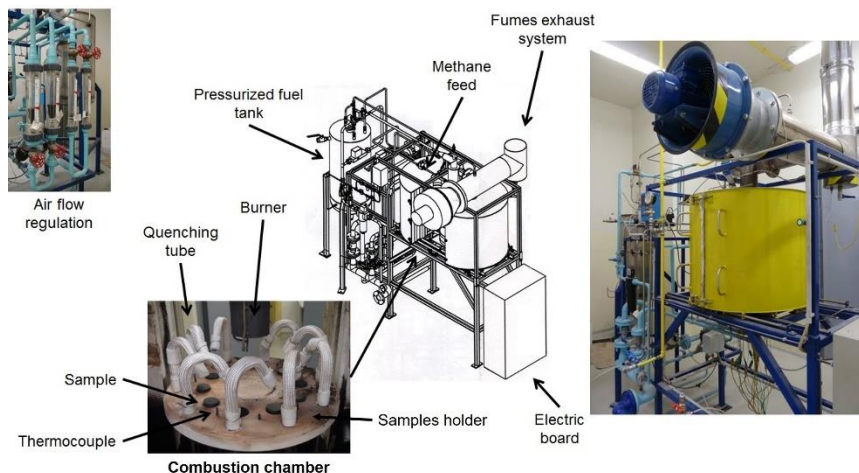 Fumes exhaust
system
Methane
feed
Pressurized fuel
tank
Air flow
regulation
Burner
Quenching
tube
Sample
Thermocouple
Samples holder
Electric
board
Combustion chamber